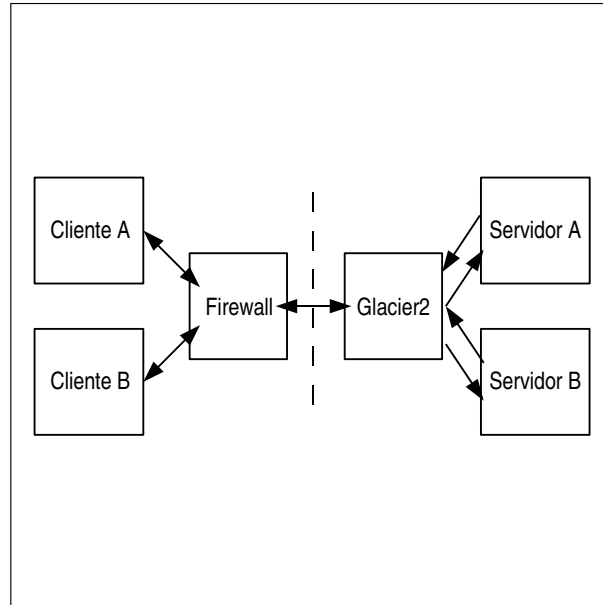 Cliente A
Servidor A
Firewall
Glacier2
Cliente B
Servidor B